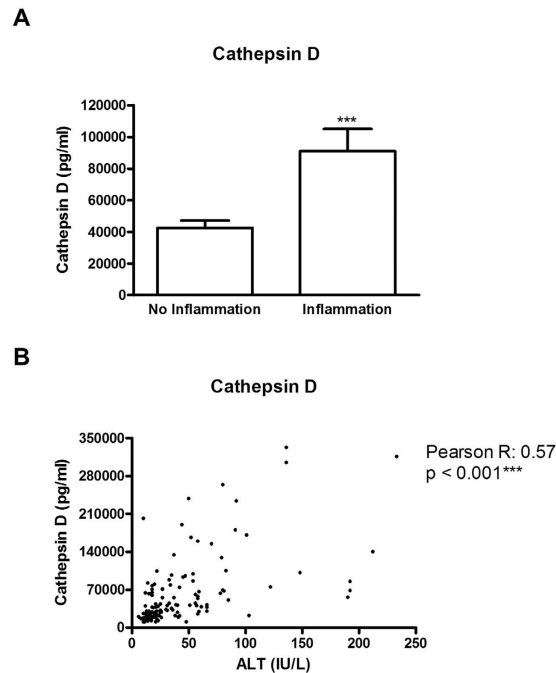 A
Cathepsin D
120000
100000
80000
60000
40000
20000
0
Cathepsin D (pg/ml)
***
No Inflammation Inflammation
B
Cathepsin D
350000
280000
210000
140000
70000
0
Cathepsin D (pg/ml)
Pearson R: 0.57
p < 0.001***
0 50 100 150 200 250
ALT (IU/L)